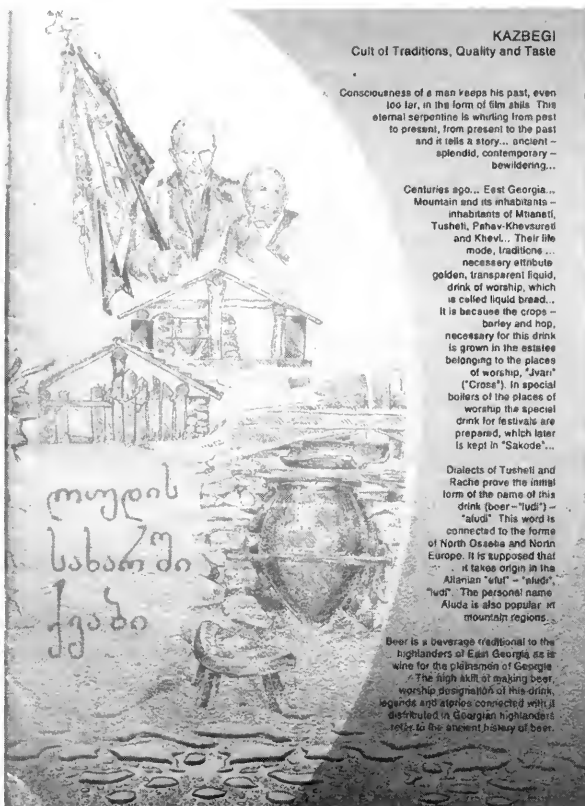 KAZBEGI
Cult of Traditions, Quality and Taste
Consciousness of a man keeps his past, even
too far, in the form of film stills. This
eternal serpentine is whirling from past
to present, from present to the past
and it tells a story... ancient –
splendid, contemporary –
bewildering...
Centuries ago... East Georgia...
Mountain and its inhabitants –
inhabitants of Mtianeti,
Tusheti, Pshav-Khevsureti
and Khevi... Their life
mode, traditions ...
necessary attribute
golden, transparent liquid,
drink of worship, which
is called liquid bread...
It is because the crops –
barley and hop,
necessary for this drink
is grown in the estates
belonging to the places
of worship, "Jvari"
("Cross"). In special
boilers of the places of
worship the special
drink for festivals are
prepared, which later
is kept in "Sakode"...
Dialects of Tusheti and
Racha prove the initial
form of the name of this
drink (beer – "ludi") –
"aludi" This word is
connected to the forms
of North Ossetia and North
Europe. It is supposed that
it takes origin in the
Allanian "elut" – "aludi",
"ludi". The personal name
Aluda is also popular in
mountain regions...
Beer is a beverage traditional to the
highlanders of East Georgia as is
wine for the plainsmen of Georgia
The high skill of making beer,
worship designation of this drink,
legends and stories connected with it
distributed in Georgian highlanders
refer to the ancient history of beer.
ლუდის
სახარში
ქვაბი